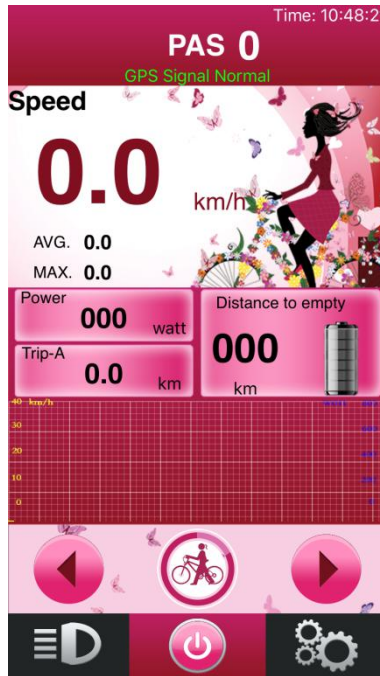 Time: 10:48:2
PAS 0
GPS Signal Normal
Speed
0.0
km/h
AVG. 0.0
MAX. 0.0
Power
000 watt
Trip-A
0.0 km
Distance to empty
000
km
40 km/h
30
20
10
0